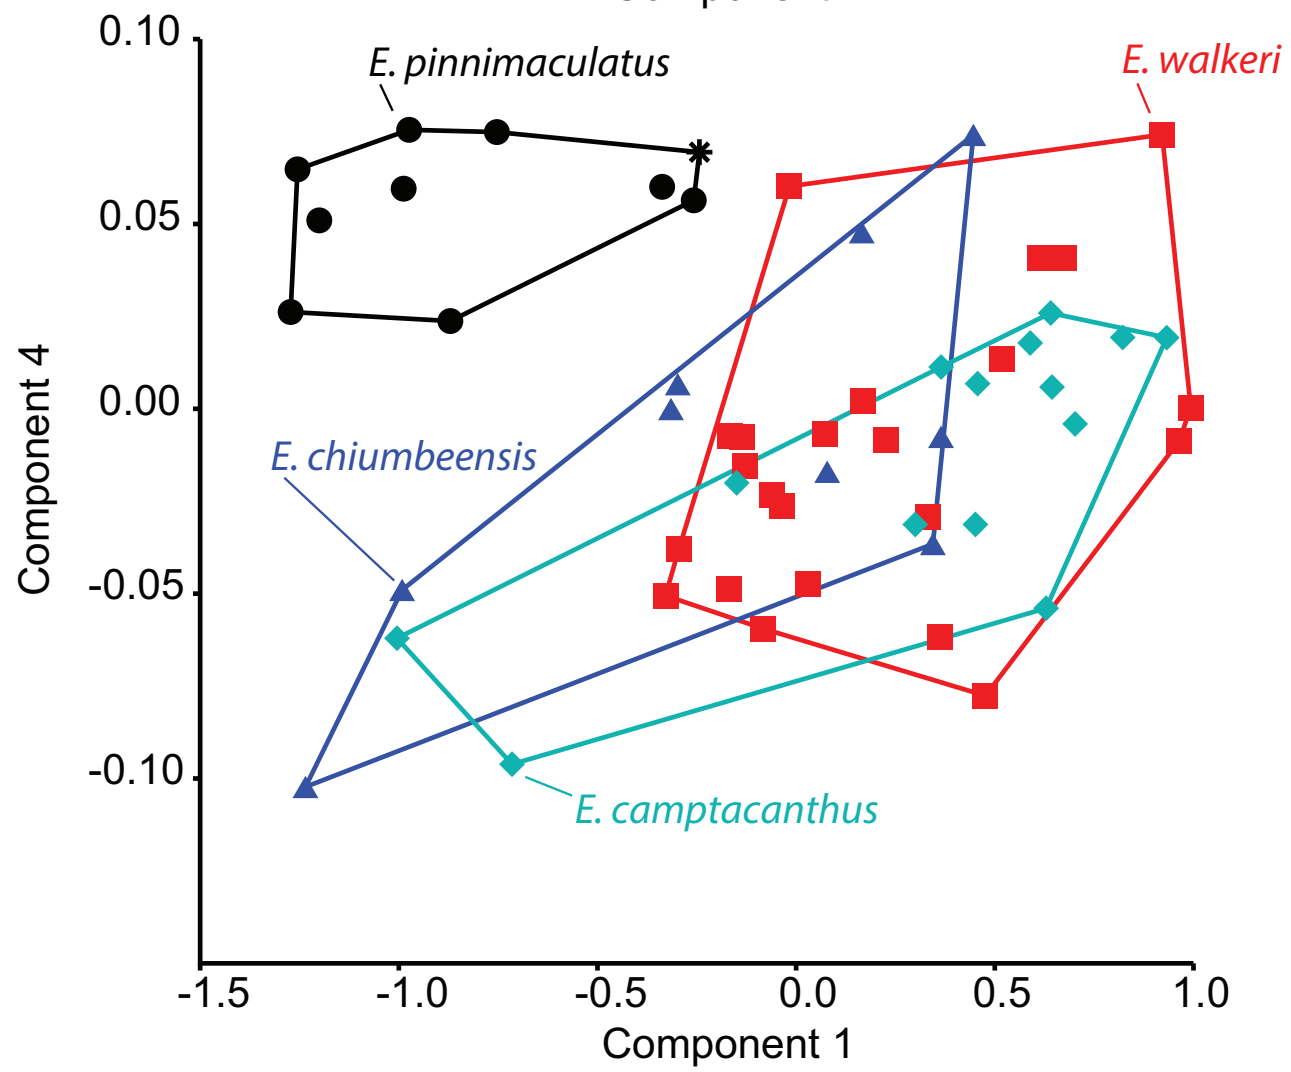 0.10
E. pinnimaculatus
E. walkeri
0.05
0.00
E. chiumbeensis
-0.05
-0.10
E. camptacanthus
Component 4
-1.5 -1.0 -0.5 0.0 0.5 1.0
Component 1